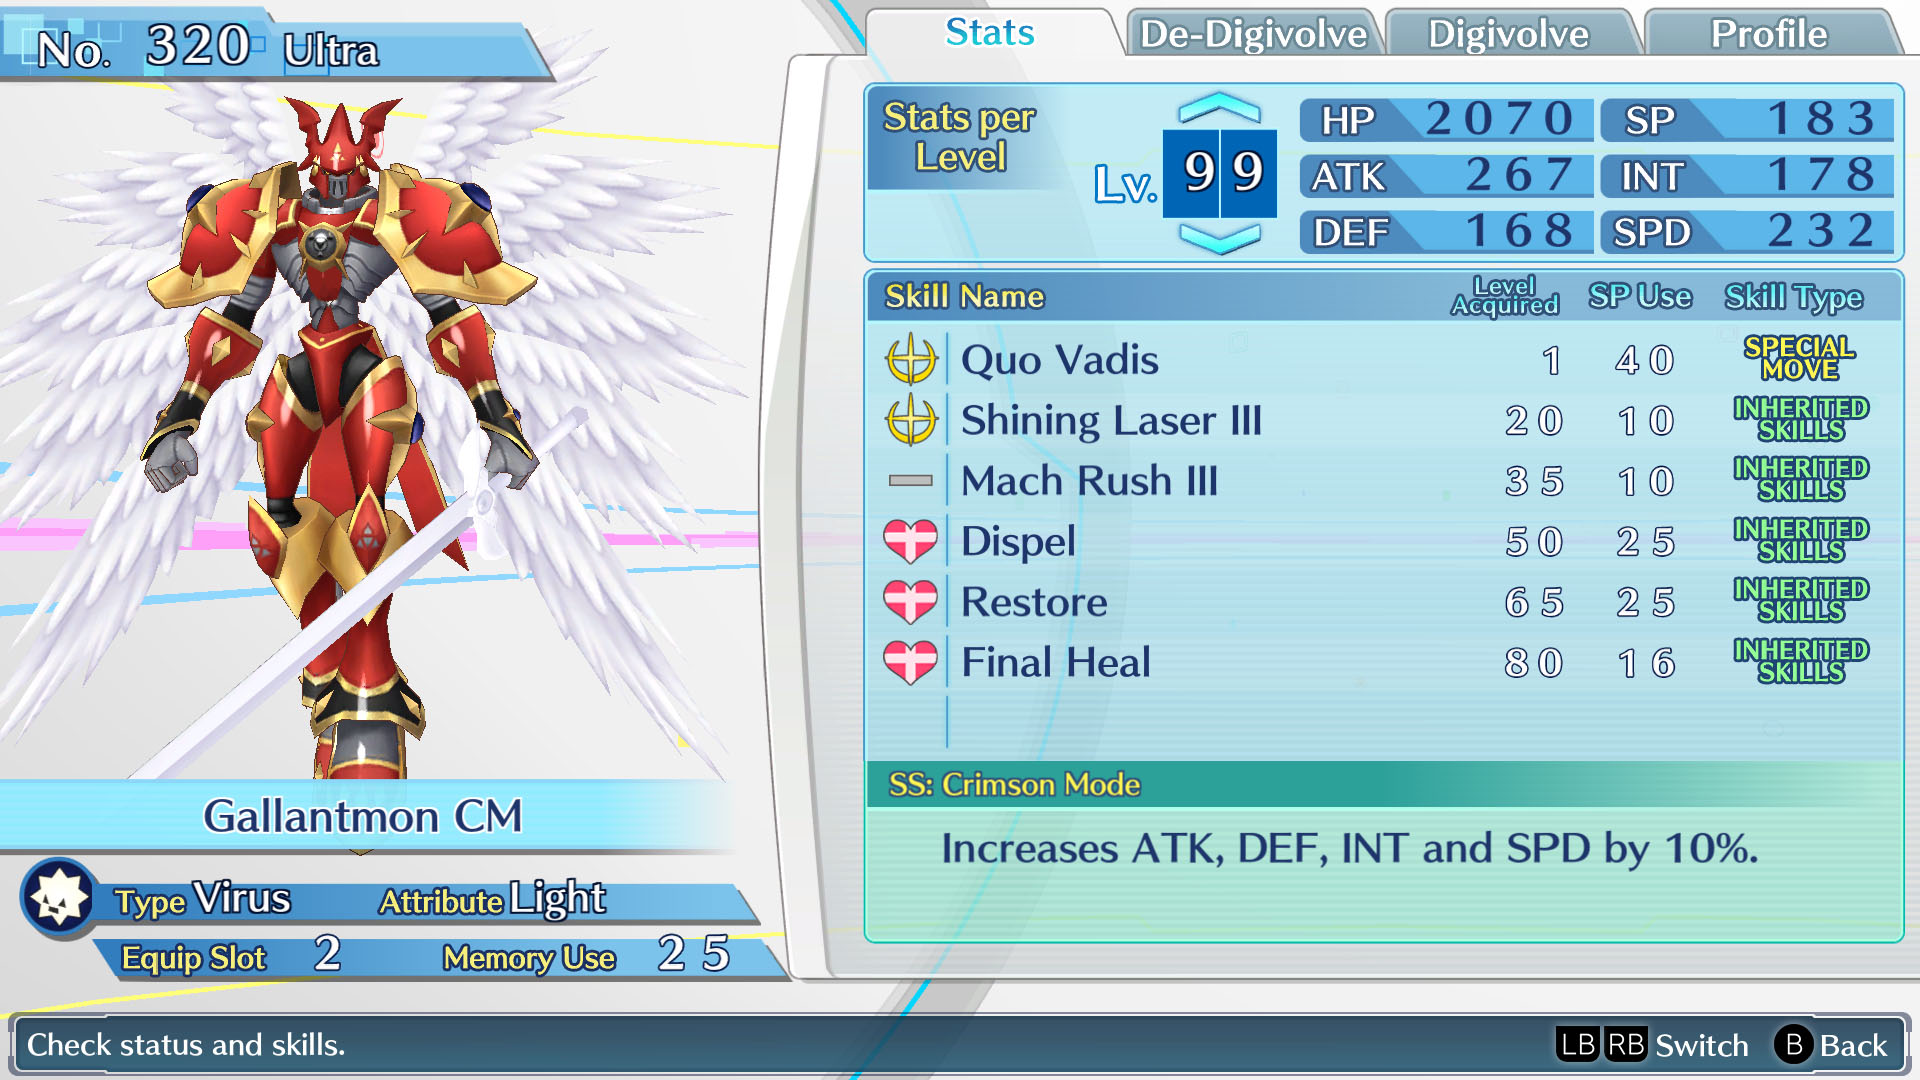 No. 320 Ultra
Stats De-Digivolve Digivolve Profile
Stats per
Level
Lv. 99
HP 2070 SP 183
ATK 267 INT 178
DEF 168 SPD 232
Skill Name Level Acquired SP Use Skill Type
Quo Vadis 1 40 SPECIAL MOVE
Shining Laser III 20 10 INHERITED SKILLS
Mach Rush III 35 10 INHERITED SKILLS
Dispel 50 25 INHERITED SKILLS
Restore 65 25 INHERITED SKILLS
Final Heal 80 16 INHERITED SKILLS
SS: Crimson Mode
Increases ATK, DEF, INT and SPD by 10%.
Gallantmon CM
Type Virus Attribute Light
Equip Slot 2 Memory Use 25
Check status and skills.
LB RB Switch B Back